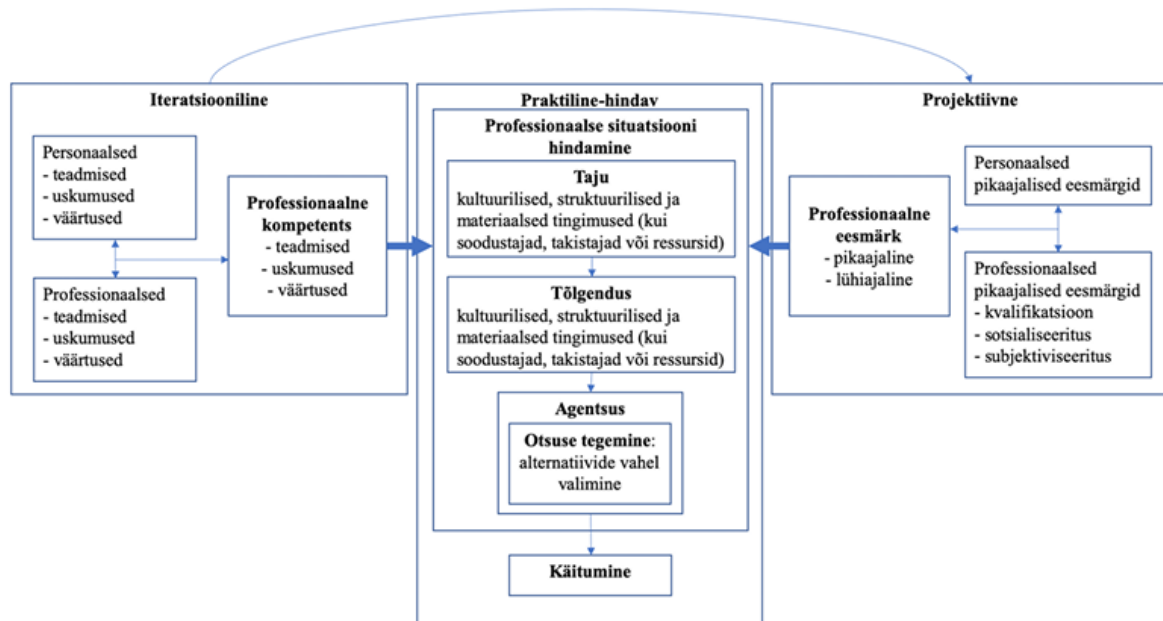 Iteratsiooniline
Personaalsed
- teadmised
- uskumused
- väärtused
Professionaalsed
- teadmised
- uskumused
- väärtused
Professionaalne
kompetents
- teadmised
- uskumused
- väärtused
Praktiline-hindav
Professionaalse situatsiooni
hindamine
Taju
kultuurilised, struktuurilised ja
materiaalsed tingimused (kui
soodustajad, takistajad või ressursid)
Tõlgendus
kultuurilised, struktuurilised ja
materiaalsed tingimused (kui
soodustajad, takistajad või ressursid)
Agentsus
Otsuse tegemine:
alternatiivide vahel
valimine
Käitumine
Projektiivne
Professionaalne
eesmärk
- pikaajaline
- lühiajaline
Personaalsed
pikaajalised eesmärgid
Professionaalsed
pikaajalised eesmärgid
- kvalifikatsioon
- sotsialiseeritus
- subjektiviseeritus